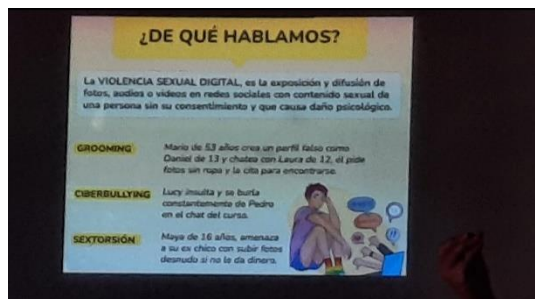 ¿DE QUÉ HABLAMOS?
La VIOLENCIA SEXUAL DIGITAL, es la exposición y difusión de
fotos, audios o videos en redes sociales con contenido sexual de
una persona sin su consentimiento y que causa daño psicológico.
GROOMING
Mario de 53 años crea un perfil falso como
Daniel de 13 y chatea con Laura de 12, él pide
fotos sin ropa y la cita para encontrarse.
CIBERBULLYING
Lucy insulta y se burla
constantemente de Pedro
en el chat del curso.
SEXTORSIÓN
Maya de 16 años, amenaza
a su ex chico con subir fotos
desnudo si no le da dinero.